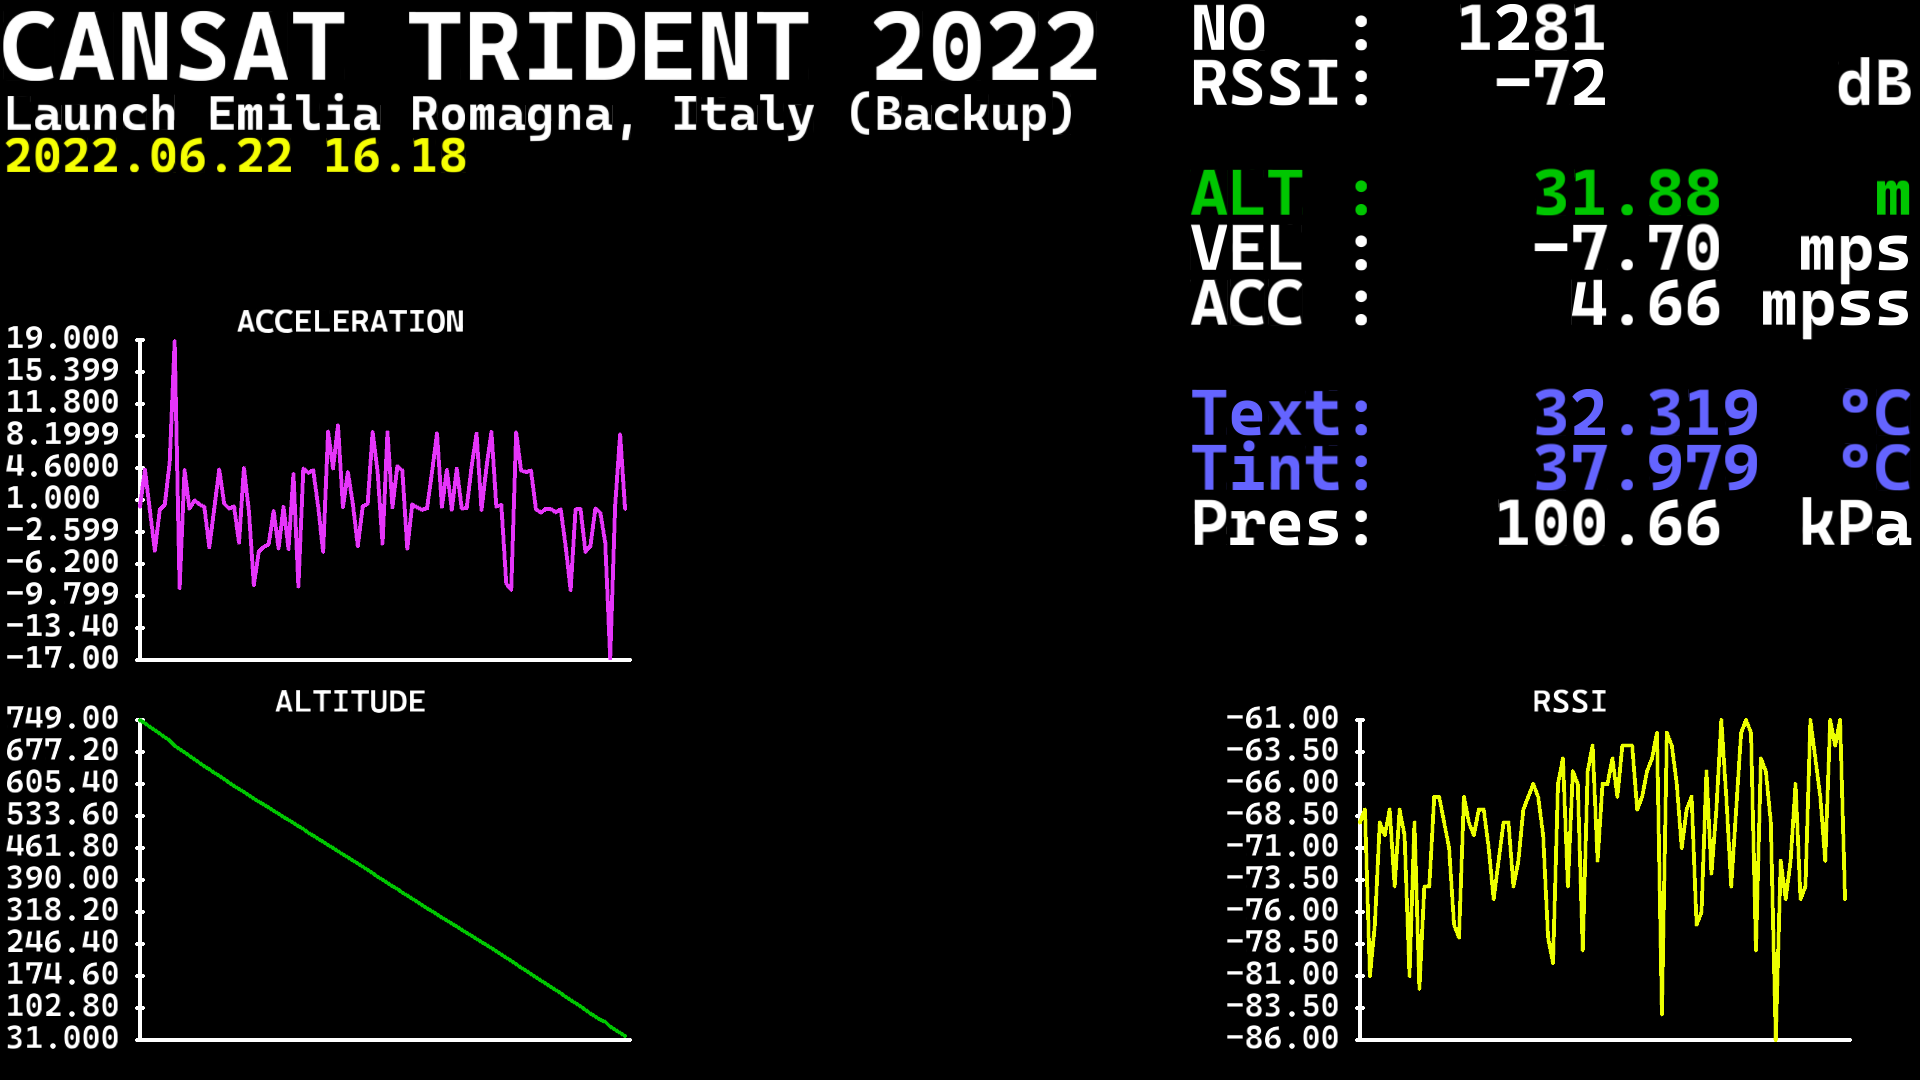 CANSAT TRIDENT 2022
Launch Emilia Romagna, Italy (Backup)
2022.06.22 16.18
NO : 1281
RSSI: -72 dB
ALT : 31.88 m
VEL : -7.70 mps
ACC : 4.66 mpss
Text: 32.319 °C
Tint: 37.979 °C
Pres: 100.66 kPa
ACCELERATION
19.000
15.399
11.800
8.1999
4.6000
1.000
-2.599
-6.200
-9.799
-13.40
-17.00
ALTITUDE
749.00
677.20
605.40
533.60
461.80
390.00
318.20
246.40
174.60
102.80
31.000
RSSI
-61.00
-63.50
-66.00
-68.50
-71.00
-73.50
-76.00
-78.50
-81.00
-83.50
-86.00